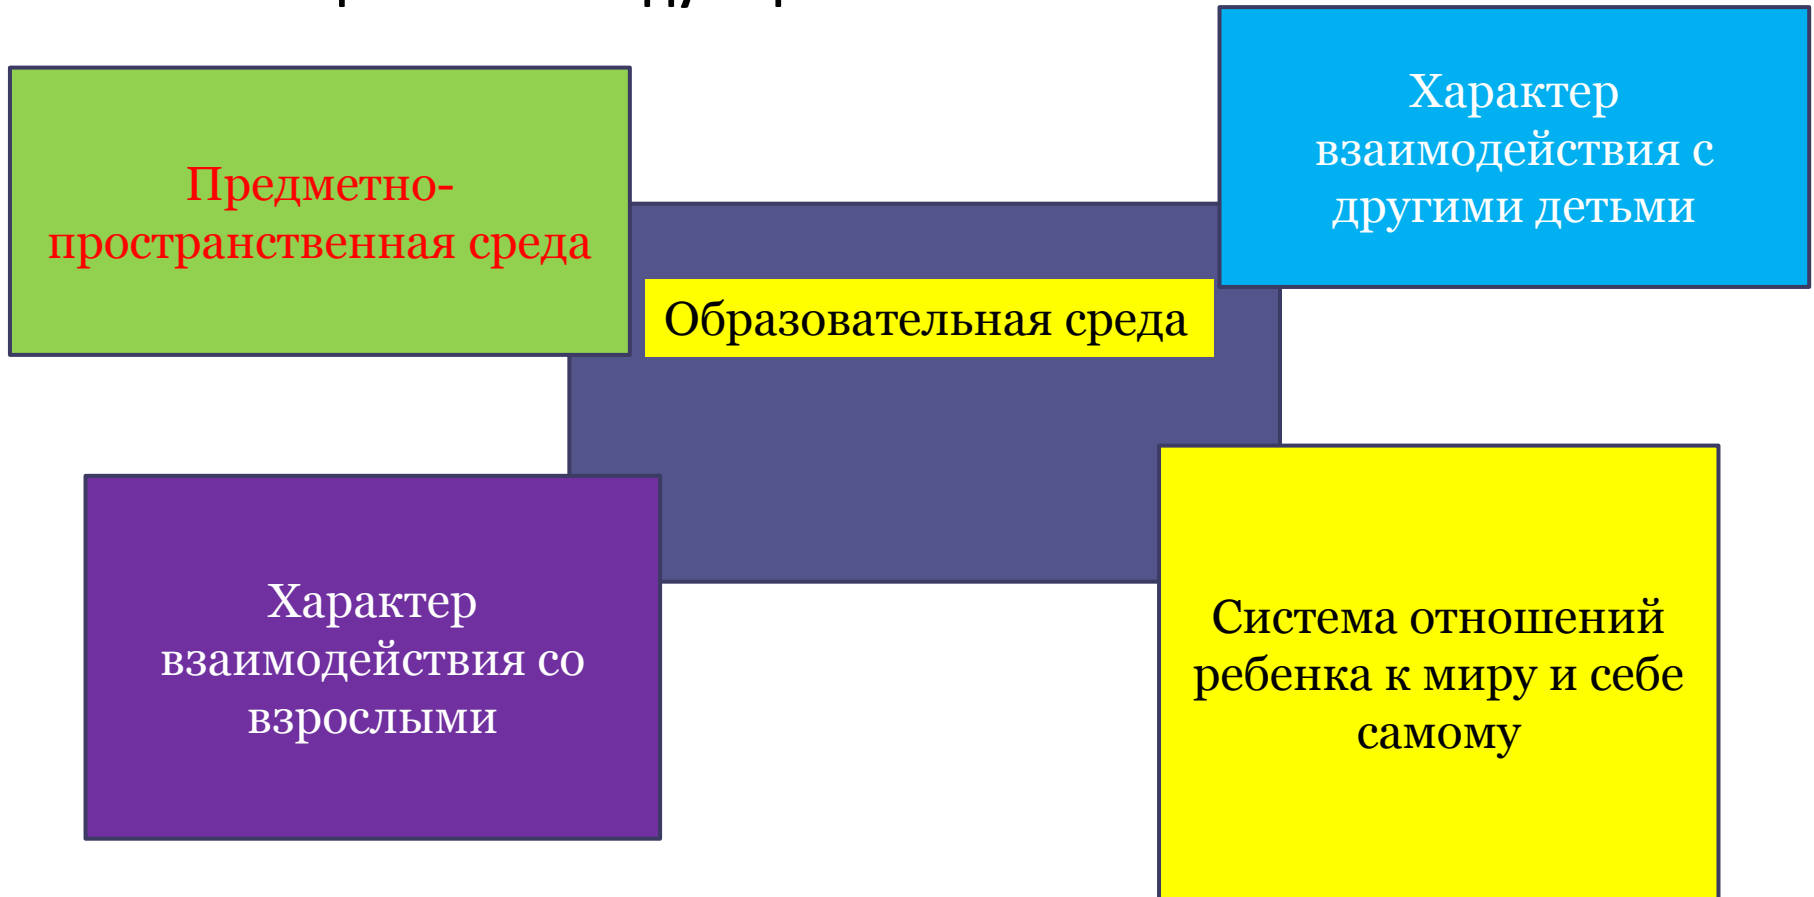 Предметно-
пространственная среда
Характер
взаимодействия с
другими детьми
Образовательная среда
Характер
взаимодействия со
взрослыми
Система отношений
ребенка к миру и себе
самому